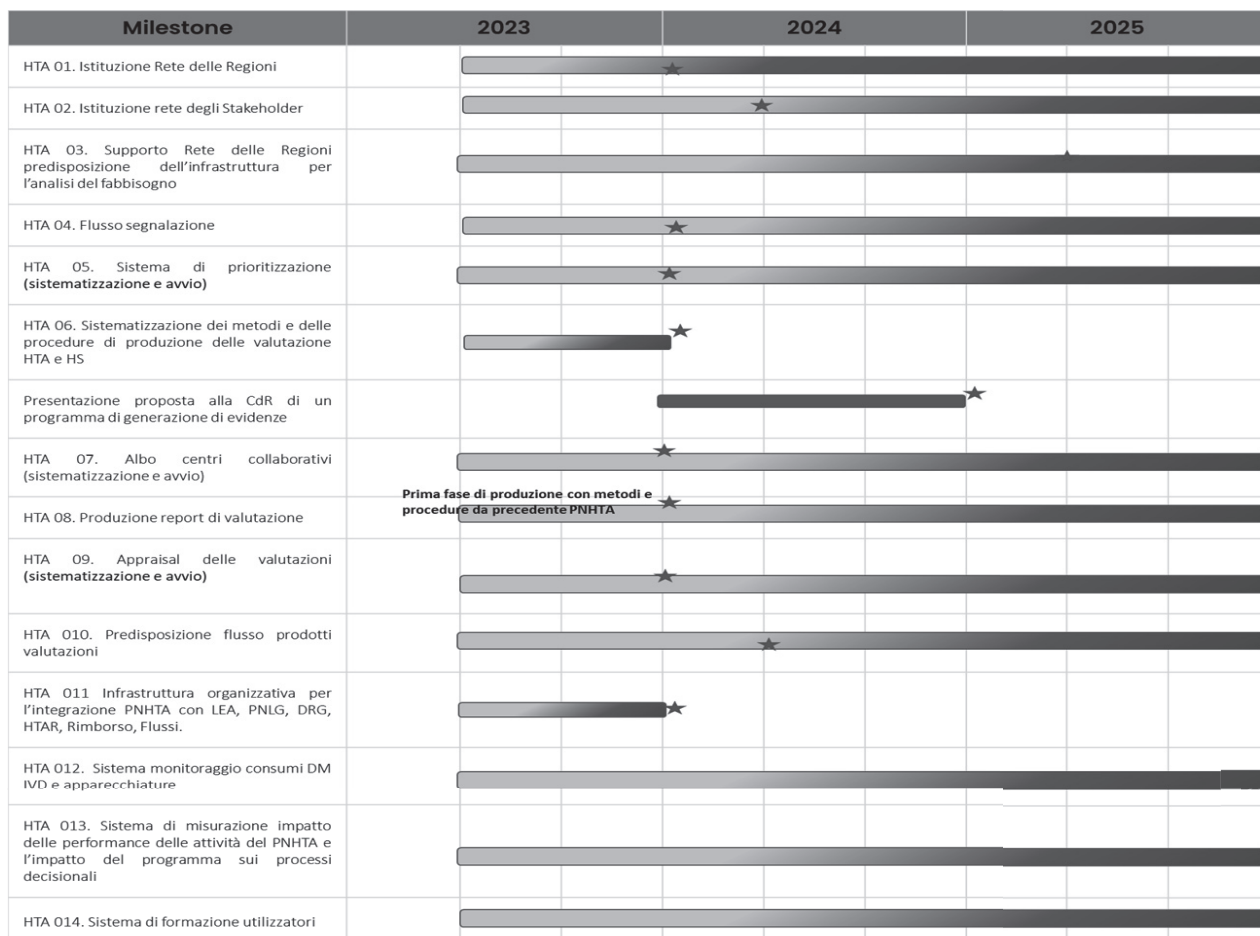 Milestone 2023 2024 2025
HTA 01. Istituzione Rete delle Regioni
HTA 02. Istituzione rete degli Stakeholder
HTA 03. Supporto Rete delle Regioni
predisposizione dell'infrastruttura per
l'analisi del fabbisogno
HTA 04. Flusso segnalazione
HTA 05. Sistema di prioritizzazione
(sistematizzazione e avvio)
HTA 06. Sistematizzazione dei metodi e delle
procedure di produzione delle valutazione
HTA e HS
Presentazione proposta alla CdR di un
programma di generazione di evidenze
HTA 07. Albo centri collaborativi
(sistematizzazione e avvio)
Prima fase di produzione con metodi e
procedure da precedente PNHTA
HTA 08. Produzione report di valutazione
HTA 09. Appraisal delle valutazioni
(sistematizzazione e avvio)
HTA 010. Predisposizione flusso prodotti
valutazioni
HTA 011 Infrastruttura organizzativa per
l'integrazione PNHTA con LEA, PNLG, DRG,
HTAR, Rimborso, Flussi.
HTA 012. Sistema monitoraggio consumi DM
IVD e apparecchiature
HTA 013. Sistema di misurazione impatto
delle performance delle attività del PNHTA e
l'impatto del programma sui processi
decisionali
HTA 014. Sistema di formazione utilizzatori